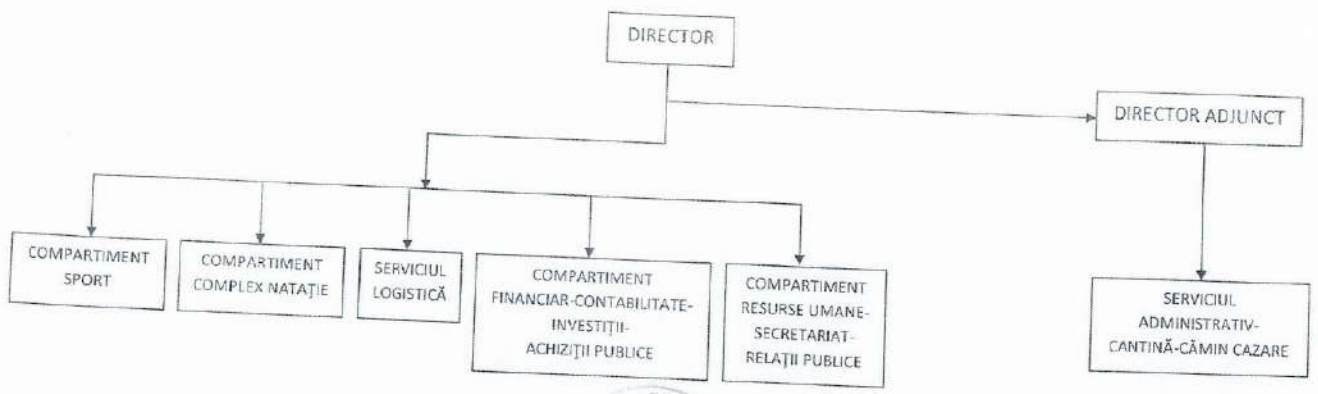 DIRECTOR
DIRECTOR ADJUNCT
COMPARTIMENT
SPORT
COMPARTIMENT
COMPLEX NATAȚIE
SERVICIUL
LOGISTICĂ
COMPARTIMENT
FINANCIAR-CONTABILITATE-
INVESTIȚII-
ACHIZIȚII PUBLICE
COMPARTIMENT
RESURSE UMANE-
SECRETARIAT-
RELAȚII PUBLICE
SERVICIUL
ADMINISTRATIV-
CANTINĂ-CĂMIN CAZARE